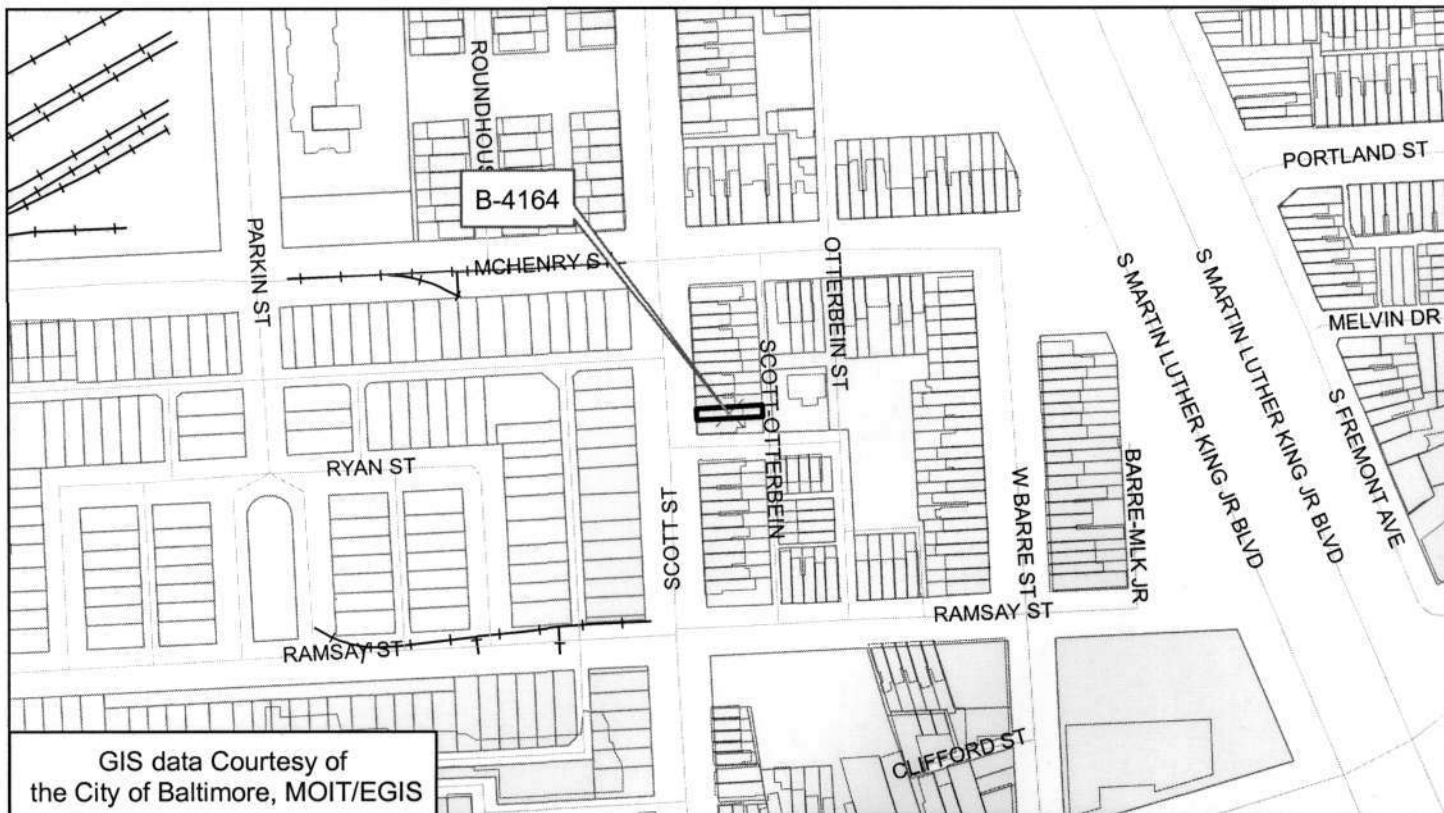 ROUNDHOUS
PORTLAND ST
B-4164
PARKIN ST
MCHENRY S
OTTERBEIN ST
S MARTIN LUTHER KING JR BLVD
S MARTIN LUTHER KING JR BLVD
MELVIN DR
SCOTT-OTTERBEIN
S FREMONT AVE
RYAN ST
SCOTT ST
W BARRE ST
BARRE-MLK JR
RAMSAY ST
RAMSAY ST
CLIFFORD ST
GIS data Courtesy of
the City of Baltimore, MOIT/EGIS